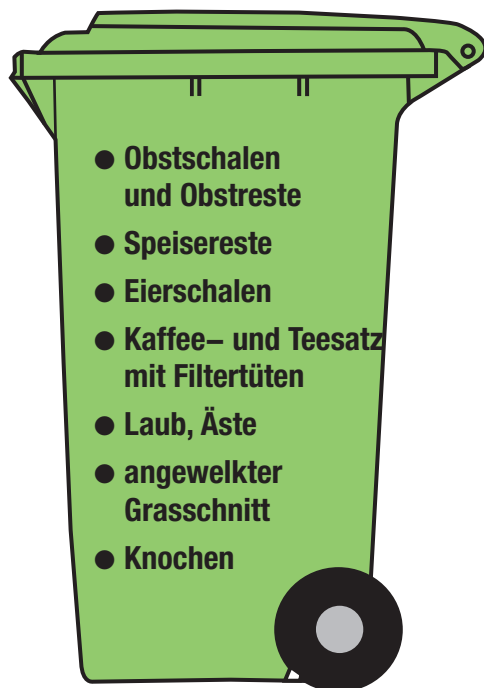 ● Obstschalen
und Obstreste
● Speisereste
● Eierschalen
● Kaffee– und Teesatz
mit Filtertüten
● Laub, Äste
● angewelkter
Grasschnitt
● Knochen